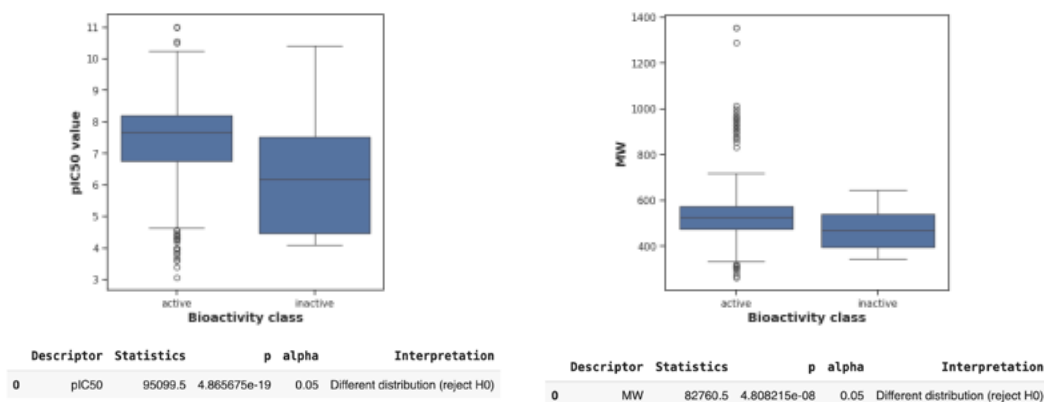 11
10
9
8
7
6
5
4
3
pIC50 value
active inactive
Bioactivity class
Descriptor Statistics p alpha Interpretation
0 pIC50 95099.5 4.865675e-19 0.05 Different distribution (reject H0)
1400
1200
1000
800
600
400
MW
active inactive
Bioactivity class
Descriptor Statistics p alpha Interpretation
0 MW 82760.5 4.808215e-08 0.05 Different distribution (reject H0)